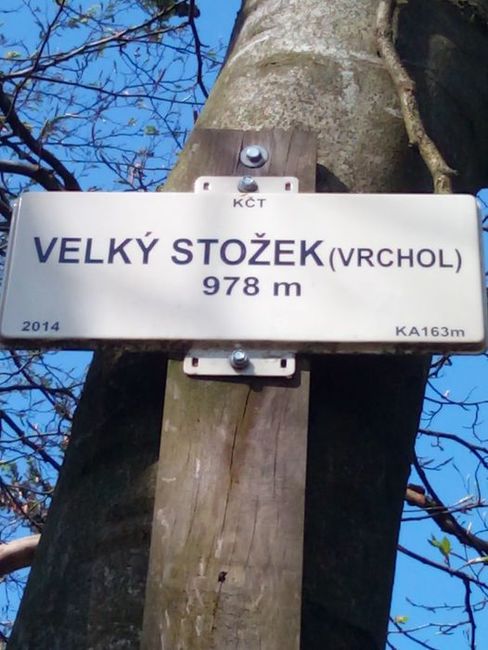 KČT
VELKÝ STOŽEK (VRCHOL)
978 m
2014 KA163m